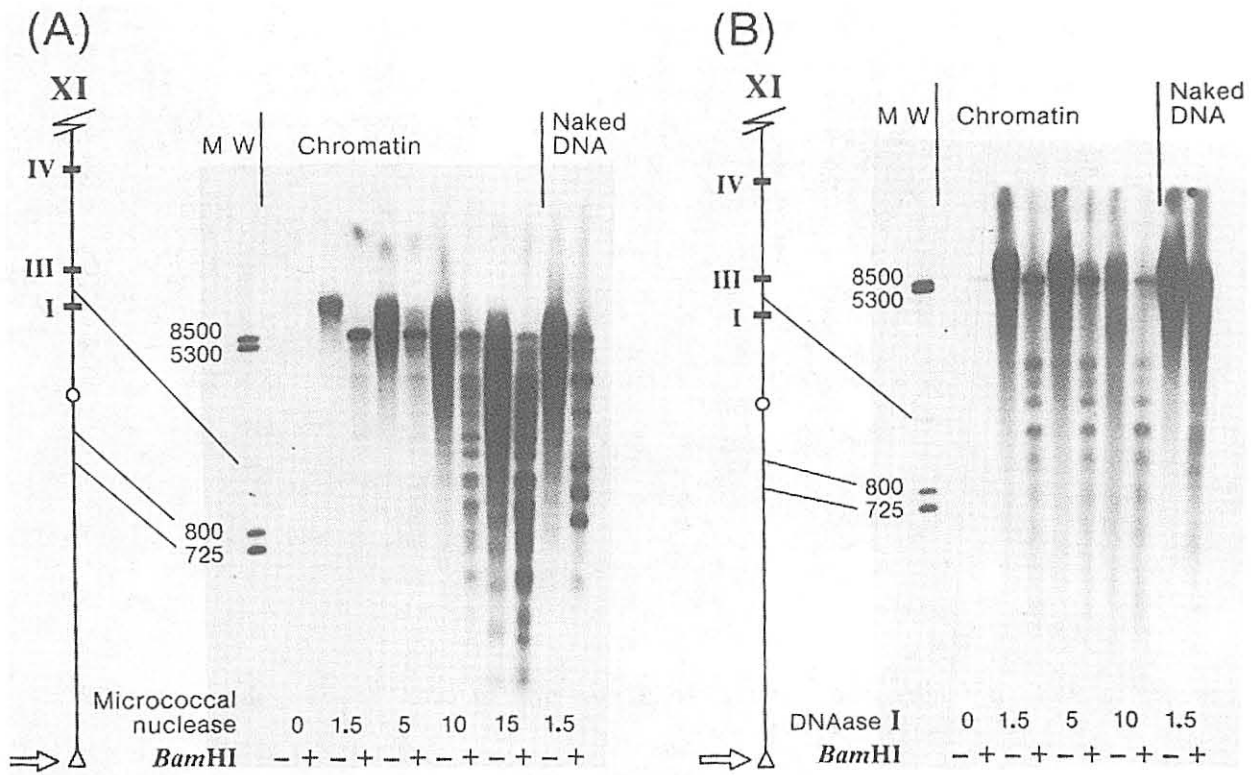 (A)
XI
IV
III
I
M W
Chromatin
Naked
DNA
8500
5300
800
725
Micrococcal
nuclease
0 1.5 5 10 15 1.5
BamHI
− + − + − + − + − + − +
(B)
XI
IV
III
I
M W
Chromatin
Naked
DNA
8500
5300
800
725
DNAase I
0 1.5 5 10 1.5
BamHI
− + − + − + − + − +